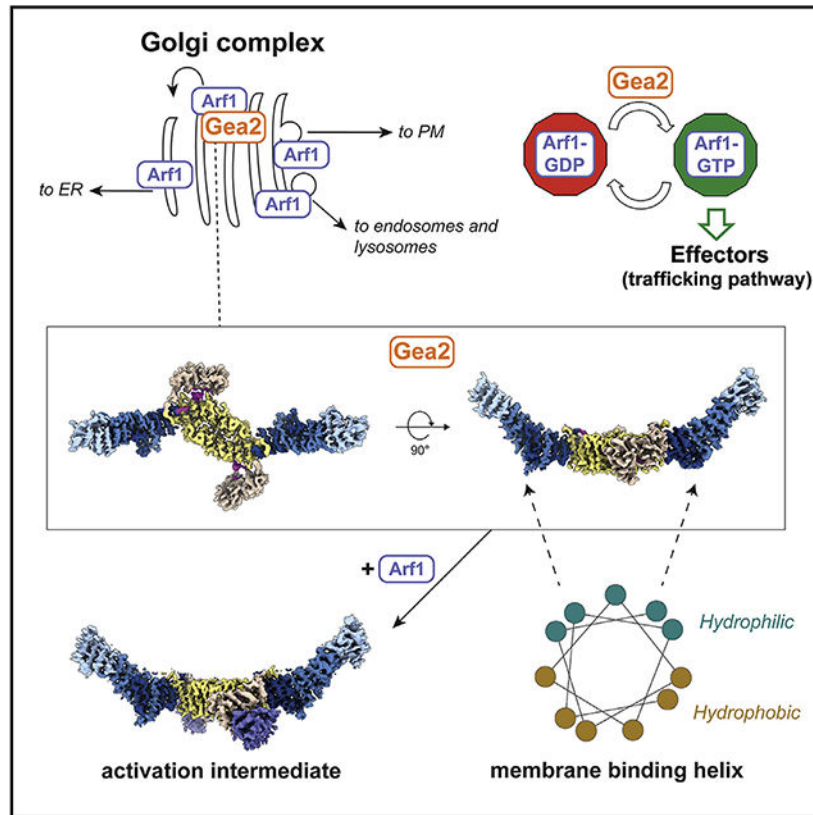 Golgi complex
Arf1
Gea2
Arf1
Arf1
Arf1
to PM
to ER
to endosomes and
lysosomes
Gea2
Arf1-
GDP
Arf1-
GTP
Effectors
(trafficking pathway)
Gea2
90°
+ Arf1
activation intermediate
Hydrophilic
Hydrophobic
membrane binding helix